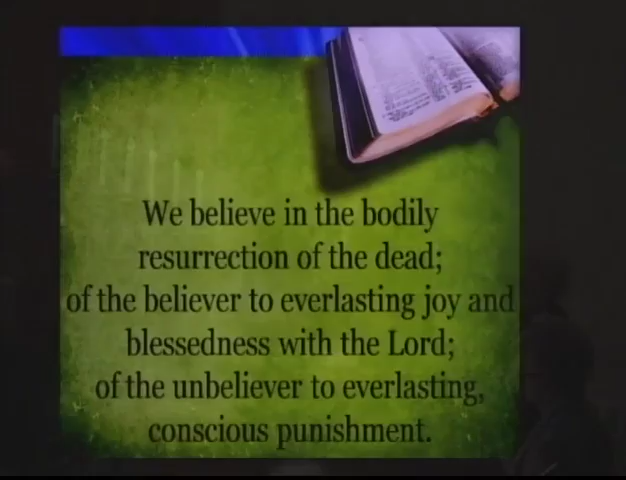 We believe in the bodily
resurrection of the dead;
of the believer to everlasting joy and
blessedness with the Lord;
of the unbeliever to everlasting,
conscious punishment.